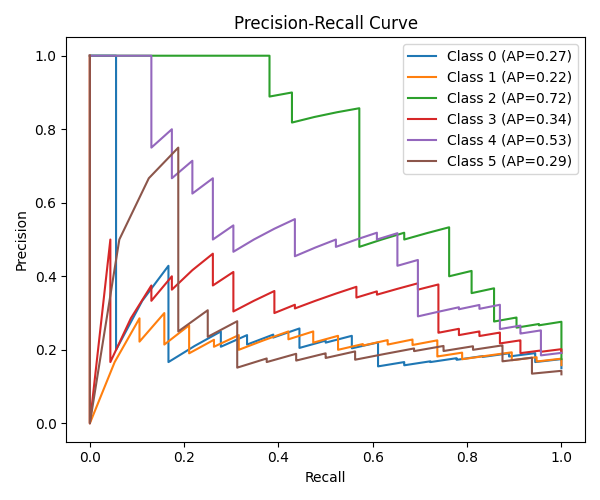 Precision-Recall Curve
Precision
1.0
0.8
0.6
0.4
0.2
0.0
Class 0 (AP=0.27)
Class 1 (AP=0.22)
Class 2 (AP=0.72)
Class 3 (AP=0.34)
Class 4 (AP=0.53)
Class 5 (AP=0.29)
0.0 0.2 0.4 0.6 0.8 1.0
Recall